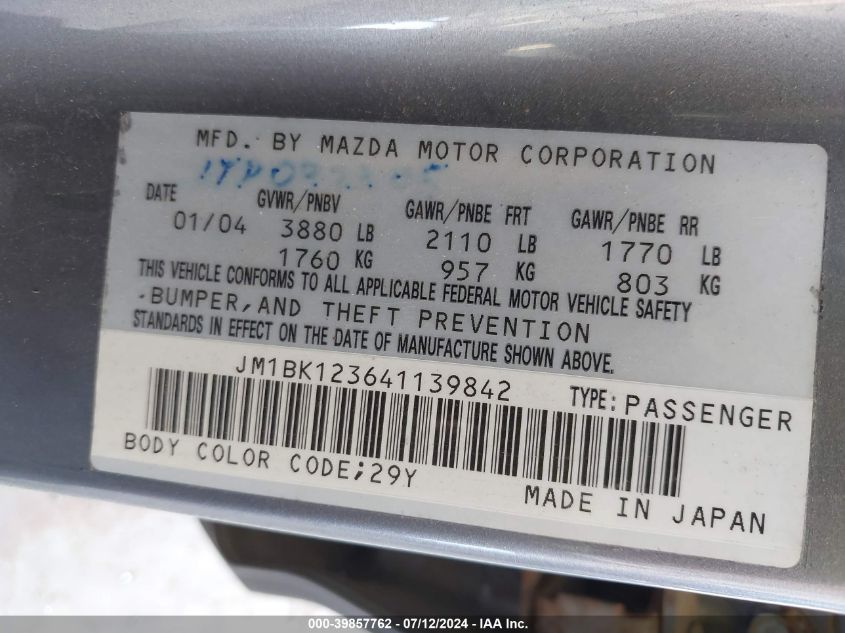 MFD. BY MAZDA MOTOR CORPORATION
DATE GVWR/PNBV GAWR/PNBE FRT GAWR/PNBE RR
01/04 3880 LB 2110 LB 1770 LB
1760 KG 957 KG 803 KG
THIS VEHICLE CONFORMS TO ALL APPLICABLE FEDERAL MOTOR VEHICLE SAFETY
,BUMPER,AND THEFT PREVENTION
STANDARDS IN EFFECT ON THE DATE OF MANUFACTURE SHOWN ABOVE.
JM1BK123641139842 TYPE:PASSENGER
BODY COLOR CODE;29Y
MADE IN JAPAN
000-39857762 - 07/12/2024 - IAAI Inc.